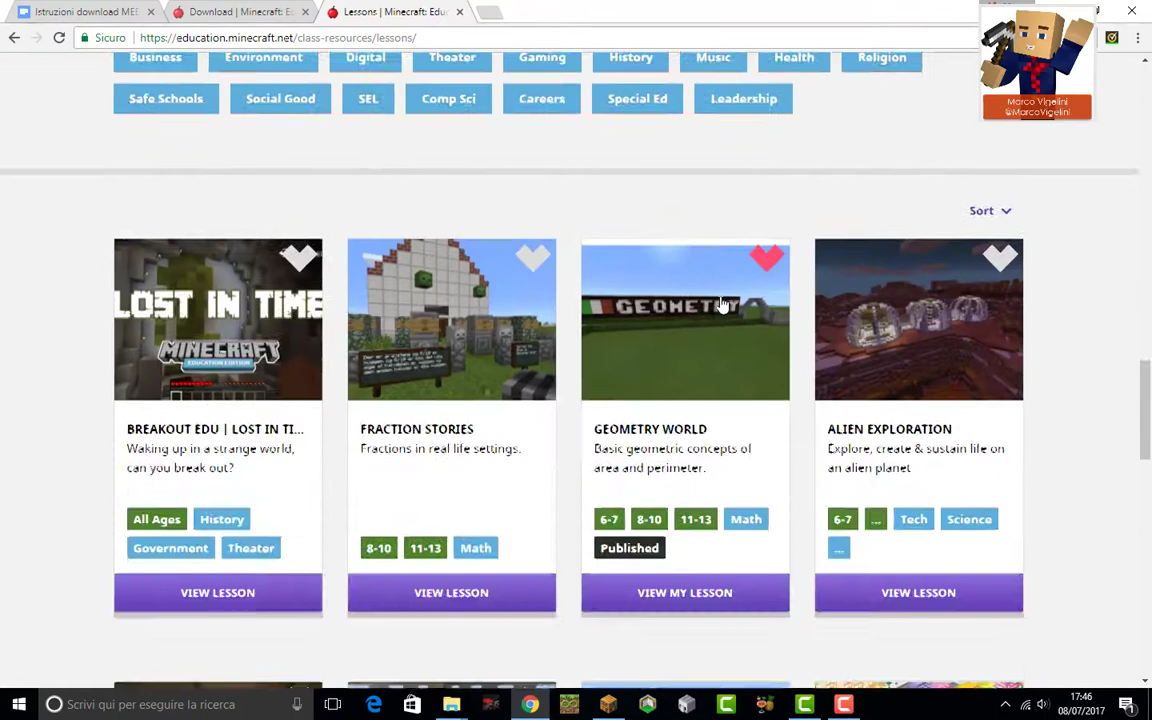 Istruzioni download MEE
Download | Minecraft: Ed
Lessons | Minecraft: Edu
Sicuro
https://education.minecraft.net/class-resources/lessons/
Marco Vigelini
@MarcoVigelini
Business
Environment
Digital
Theater
Gaming
History
Music
Health
Religion
Safe Schools
Social Good
SEL
Comp Sci
Careers
Special Ed
Leadership
Sort
LOST IN TIME
MINECRAFT
EDUCATION EDITION
GEOMETRY
BREAKOUT EDU | LOST IN TI...
Waking up in a strange world,
can you break out?
All Ages
History
Government
Theater
VIEW LESSON
FRACTION STORIES
Fractions in real life settings.
8-10
11-13
Math
VIEW LESSON
GEOMETRY WORLD
Basic geometric concepts of
area and perimeter.
6-7
8-10
11-13
Math
Published
VIEW MY LESSON
ALIEN EXPLORATION
Explore, create & sustain life on
an alien planet
6-7
...
Tech
Science
...
VIEW LESSON
Scrivi qui per eseguire la ricerca
17:46
08/07/2017
1